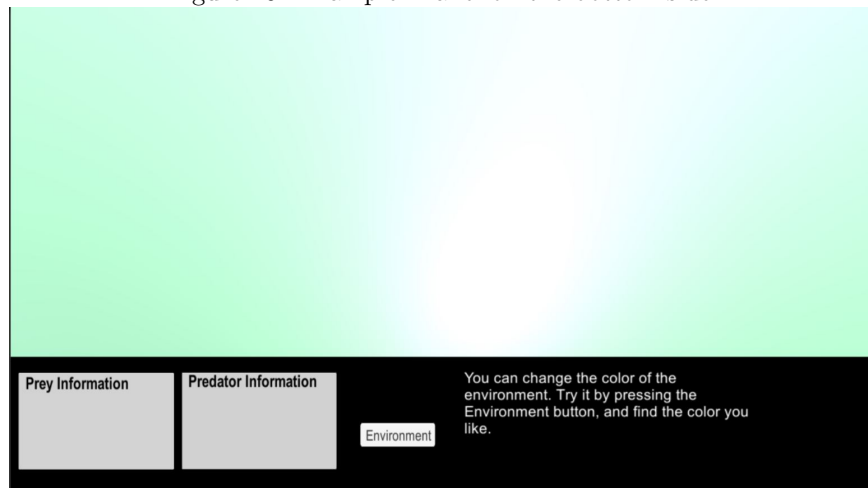 Prey Information
Predator Information
Environment
You can change the color of the
environment. Try it by pressing the
Environment button, and find the color you
like.